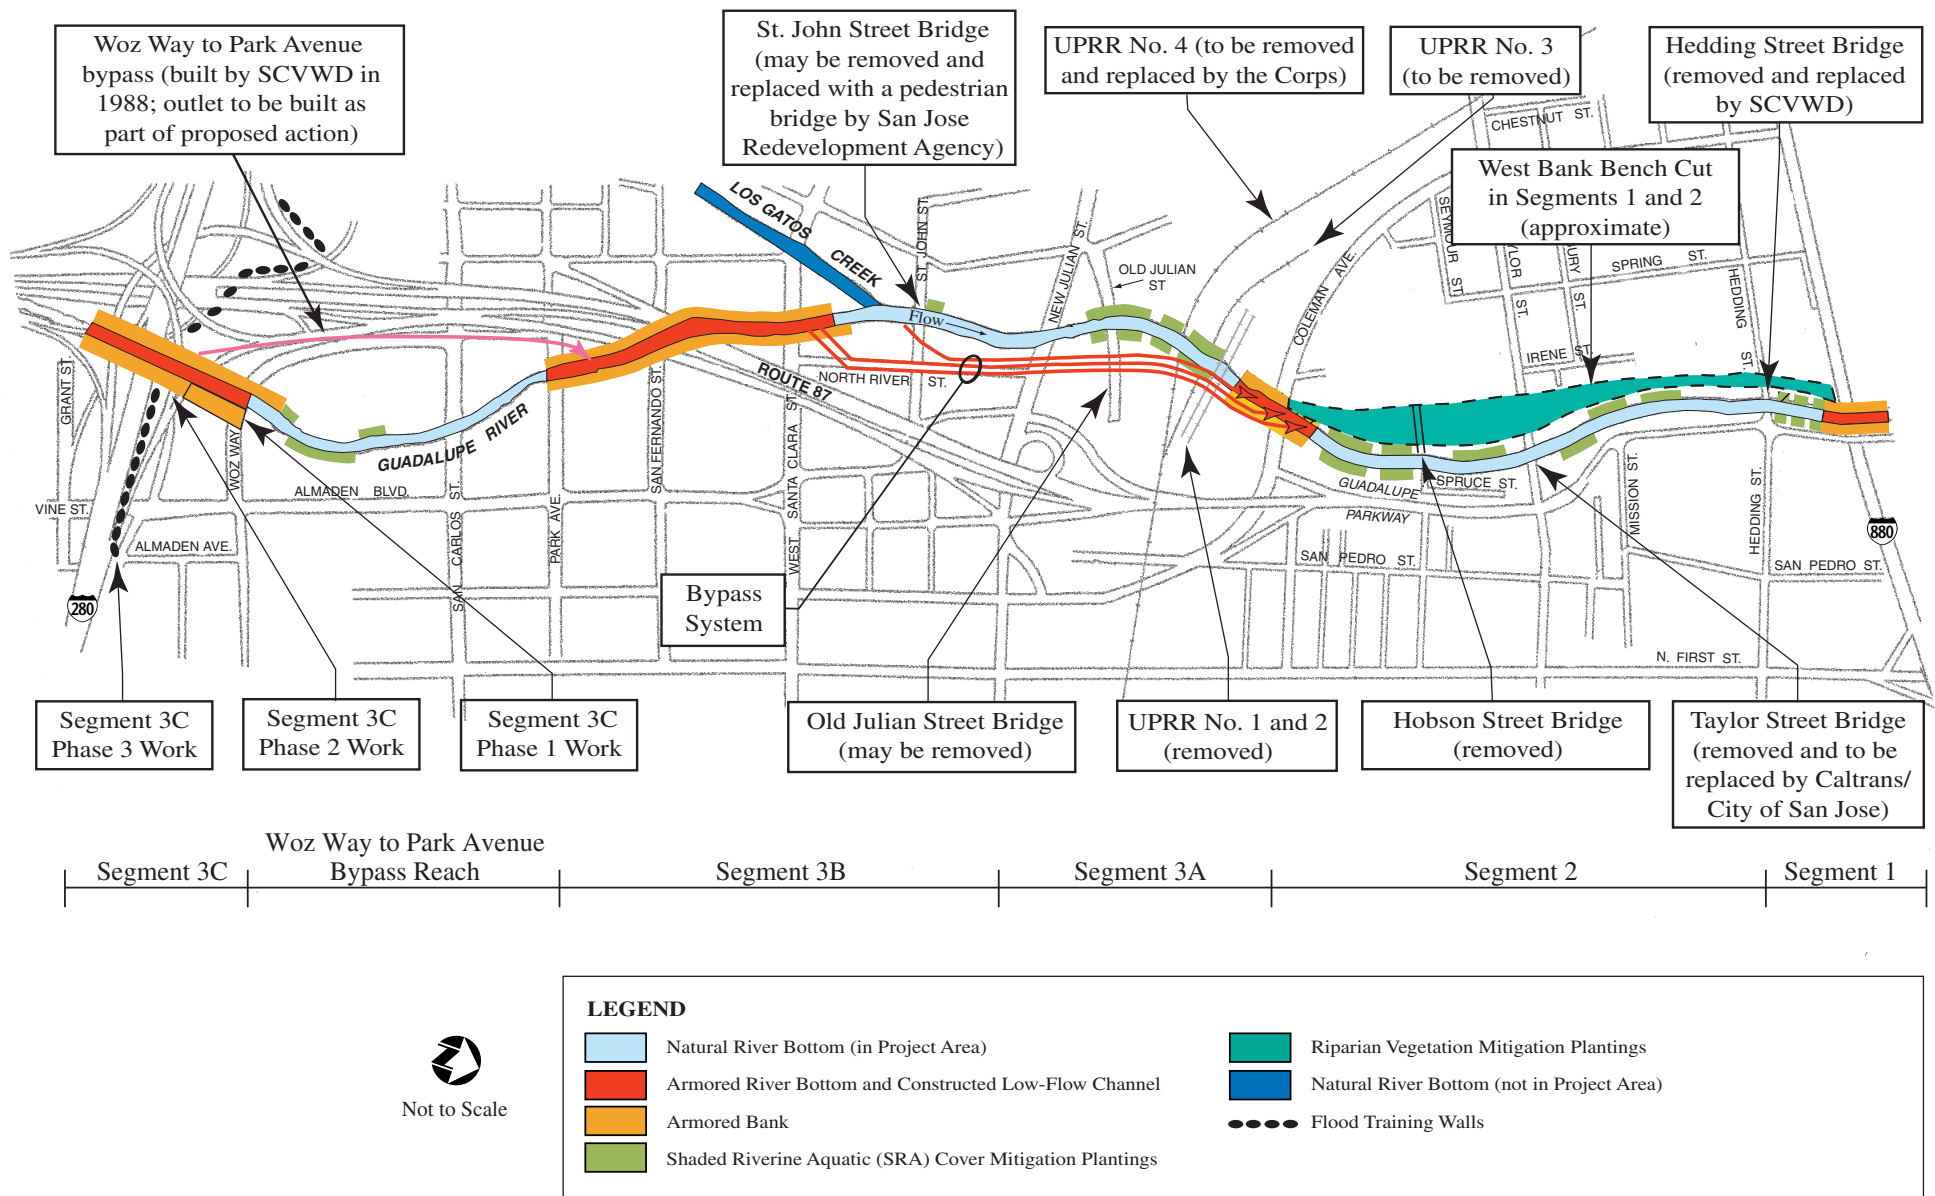 Woz Way to Park Avenue
bypass (built by SCVWD in
1988; outlet to be built as
part of proposed action)
St. John Street Bridge
(may be removed and
replaced with a pedestrian
bridge by San Jose
Redevelopment Agency)
UPRR No. 4 (to be removed
and replaced by the Corps)
UPRR No. 3
(to be removed)
Hedding Street Bridge
(removed and replaced
by SCVWD)
West Bank Bench Cut
in Segments 1 and 2
(approximate)
CHESTNUT ST.
LOS GATOS
CREEK
ST. JOHN ST.
NEW JULIAN ST.
OLD JULIAN
ST
COLEMAN AVE.
SEYMOUR ST.
YLOR ST.
URY ST.
SPRING ST.
HEDDING ST.
IRENE ST.
Flow
GRANT ST.
WOZ WAY
GUADALUPE RIVER
ALMADEN BLVD.
VINE ST.
ALMADEN AVE.
280
SAN CARLOS ST.
PARK AVE.
SAN FERNANDO ST.
ROUTE 87
NORTH RIVER ST.
WEST SANTA CLARA ST.
GUADALUPE
PARKWAY
SPRUCE ST.
SAN PEDRO ST.
MISSION ST.
HEDDING ST.
880
SAN PEDRO ST.
N. FIRST ST.
Bypass
System
Segment 3C
Phase 3 Work
Segment 3C
Phase 2 Work
Segment 3C
Phase 1 Work
Old Julian Street Bridge
(may be removed)
UPRR No. 1 and 2
(removed)
Hobson Street Bridge
(removed)
Taylor Street Bridge
(removed and to be
replaced by Caltrans/
City of San Jose)
Segment 3C
Woz Way to Park Avenue
Bypass Reach
Segment 3B
Segment 3A
Segment 2
Segment 1
Not to Scale
LEGEND
Natural River Bottom (in Project Area)
Armored River Bottom and Constructed Low-Flow Channel
Armored Bank
Shaded Riverine Aquatic (SRA) Cover Mitigation Plantings
Riparian Vegetation Mitigation Plantings
Natural River Bottom (not in Project Area)
Flood Training Walls